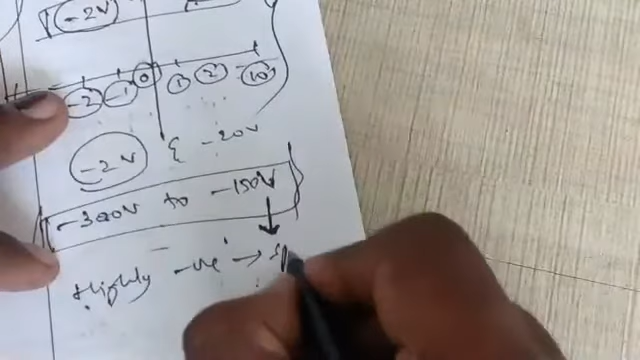 -2V
-2 -1 0 1 2 10
-2V & -20V
-300V to -150V
Highly -ve →